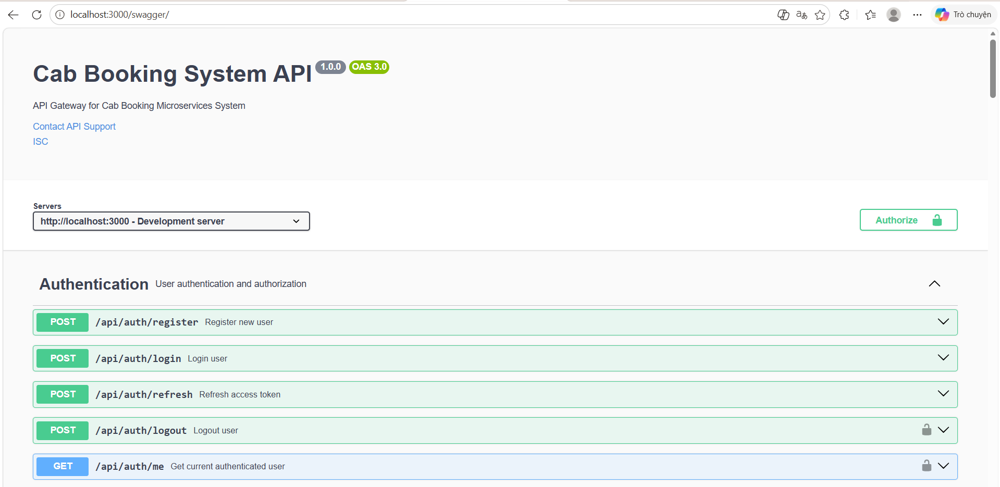 localhost:3000/swagger/
Trò chuyện
Cab Booking System API 1.0.0 OAS 3.0
API Gateway for Cab Booking Microservices System
Contact API Support
ISC
Servers
http://localhost:3000 - Development server
Authorize
Authentication User authentication and authorization
POST /api/auth/register Register new user
POST /api/auth/login Login user
POST /api/auth/refresh Refresh access token
POST /api/auth/logout Logout user
GET /api/auth/me Get current authenticated user